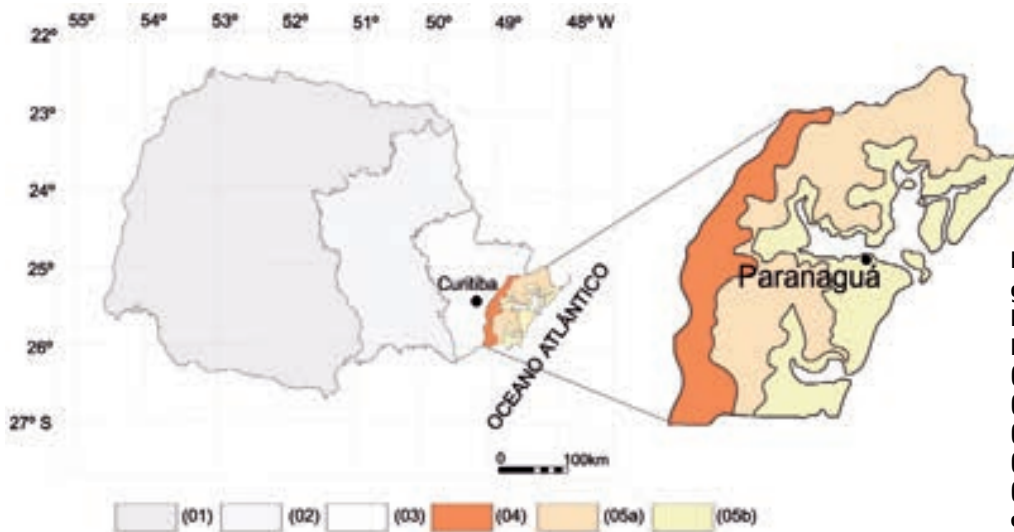 55º 54º 53º 52º 51º 50º 49º 48º W
22º
23º
24º
25º
26º
27º S
Curitiba
OCEANO ATLÂNTICO
0 100km
Paranaguá
(01) (02) (03) (04) (05a) (05b)